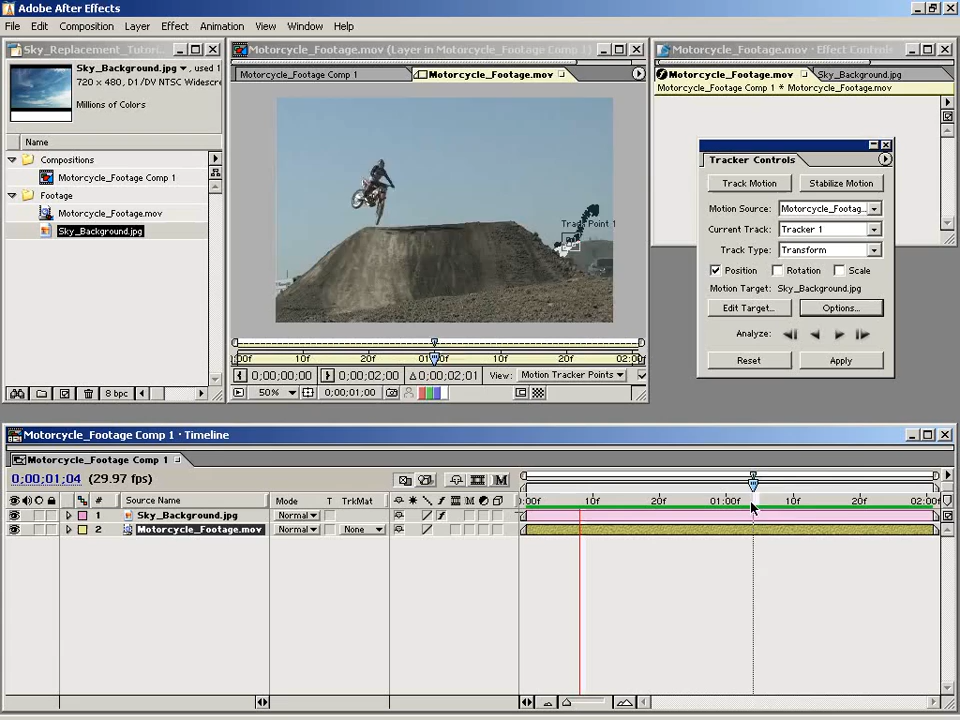 Adobe After Effects
File Edit Composition Layer Effect Animation View Window Help
Sky_Replacement_Tutori...
Sky_Background.jpg ▾, used 1
720 x 480, D1/DV NTSC Widescre
Millions of Colors
Name
Compositions
Motorcycle_Footage Comp 1
Footage
Motorcycle_Footage.mov
Sky_Background.jpg
8 bpc
Motorcycle_Footage.mov (Layer in Motorcycle_Footage Comp 1)
Motorcycle_Footage Comp 1 Motorcycle_Footage.mov
Track Point 1
:00f 10f 20f 01:00f 10f 20f 02:00
0;00;00;00 0;00;02;00 Δ0;00;02;01 View: Motion Tracker Points
50% 0;00;01;00
Motorcycle_Footage.mov · Effect Controls
Motorcycle_Footage.mov Sky_Background.jpg
Motorcycle_Footage Comp 1 * Motorcycle_Footage.mov
Tracker Controls
Track Motion Stabilize Motion
Motion Source: Motorcycle_Footag...
Current Track: Tracker 1
Track Type: Transform
Position Rotation Scale
Motion Target: Sky_Background.jpg
Edit Target... Options...
Analyze:
Reset Apply
Motorcycle_Footage Comp 1 · Timeline
Motorcycle_Footage Comp 1
0;00;01;04 (29.97 fps)
# Source Name Mode T TrkMat
:00f 10f 20f 01:00f 10f 20f 02:00
1 Sky_Background.jpg Normal
2 Motorcycle_Footage.mov Normal None